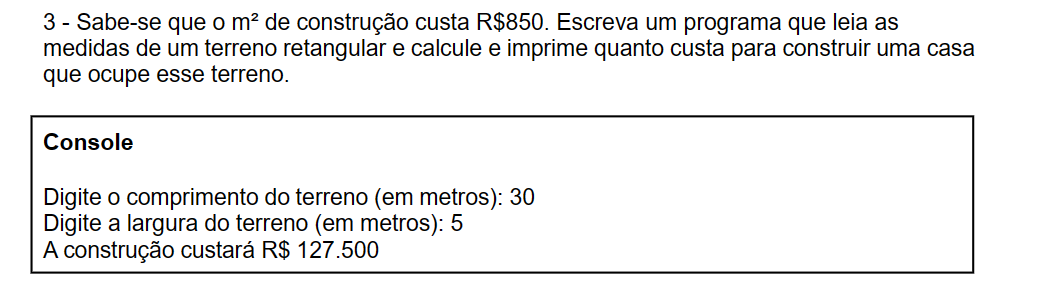 3 - Sabe-se que o m² de construção custa R$850. Escreva um programa que leia as
medidas de um terreno retangular e calcule e imprime quanto custa para construir uma casa
que ocupe esse terreno.
Console
Digite o comprimento do terreno (em metros): 30
Digite a largura do terreno (em metros): 5
A construção custará R$ 127.500